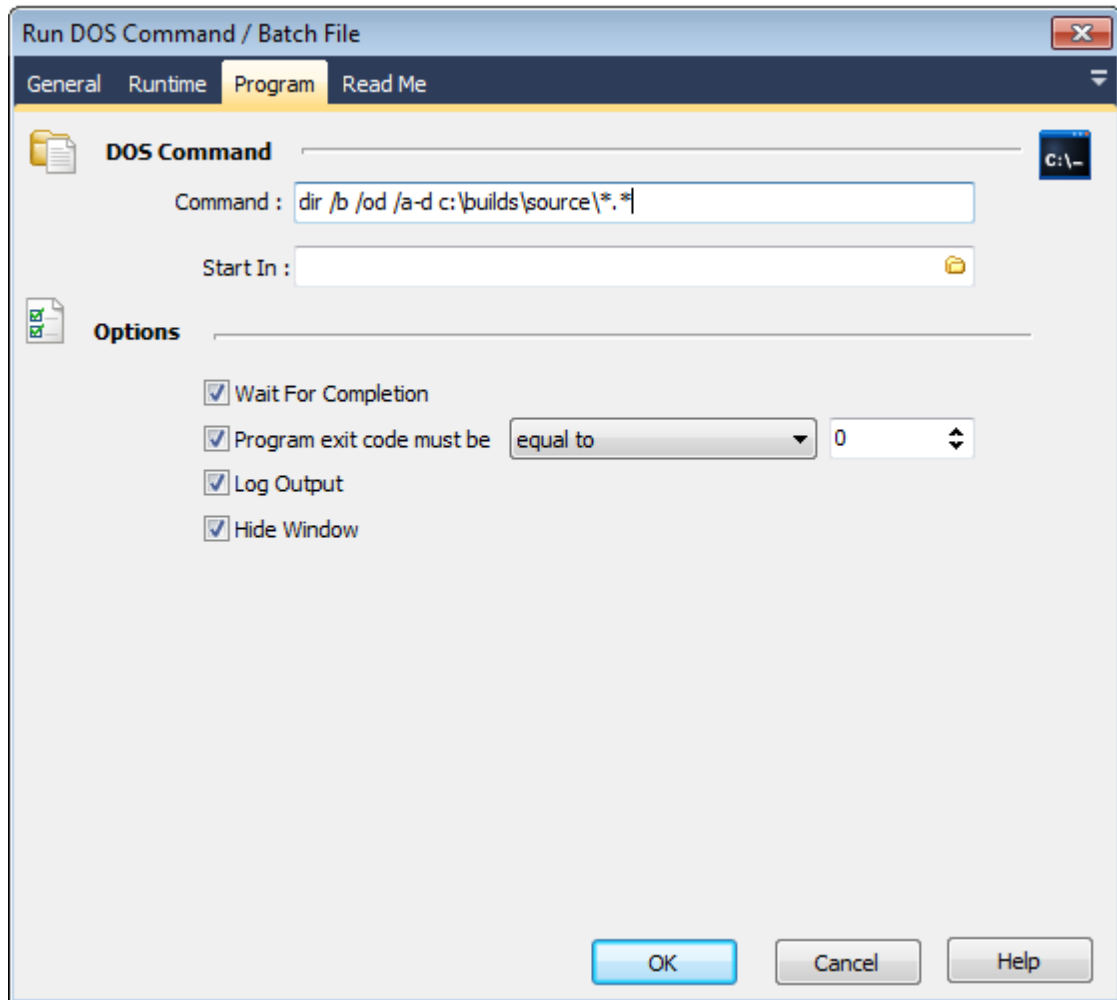 Run DOS Command / Batch File
General Runtime Program Read Me
DOS Command
C:\_
Command : dir /b /od /a-d c:\builds\source\*.*
Start In :
Options
Wait For Completion
Program exit code must be equal to 0
Log Output
Hide Window
OK Cancel Help